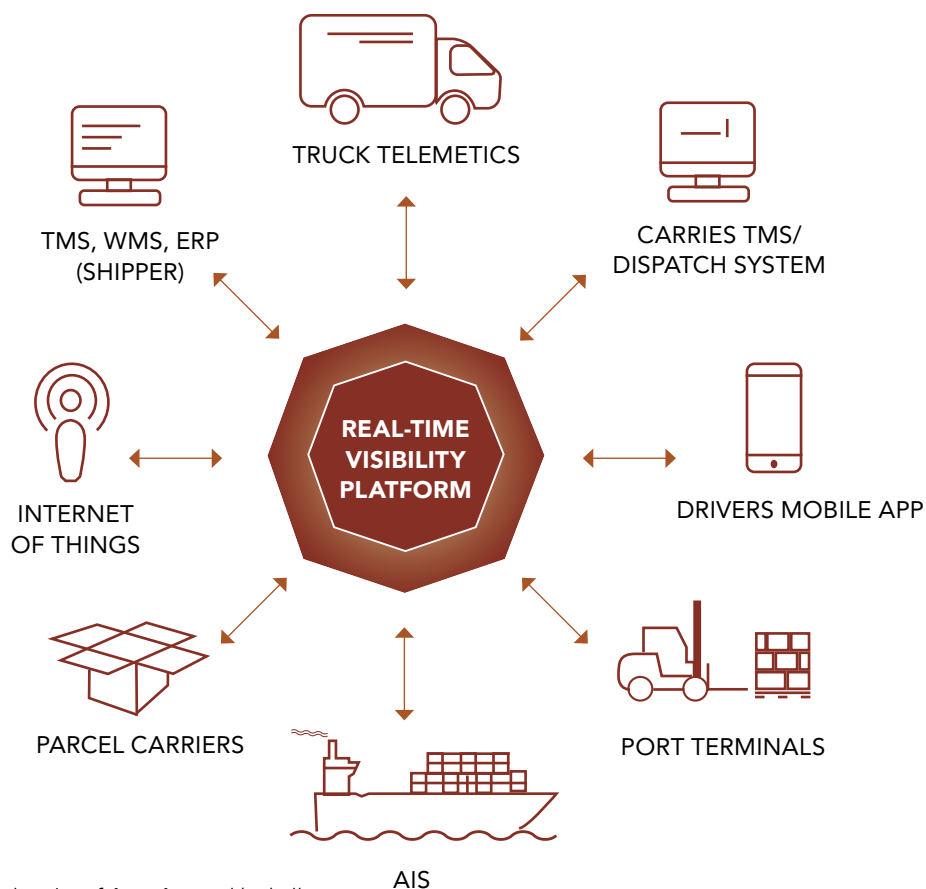 TRUCK TELEMETICS
TMS, WMS, ERP
(SHIPPER)
CARRIES TMS/
DISPATCH SYSTEM
REAL-TIME
VISIBILITY
PLATFORM
INTERNET
OF THINGS
DRIVERS MOBILE APP
PARCEL CARRIERS
PORT TERMINALS
AIS